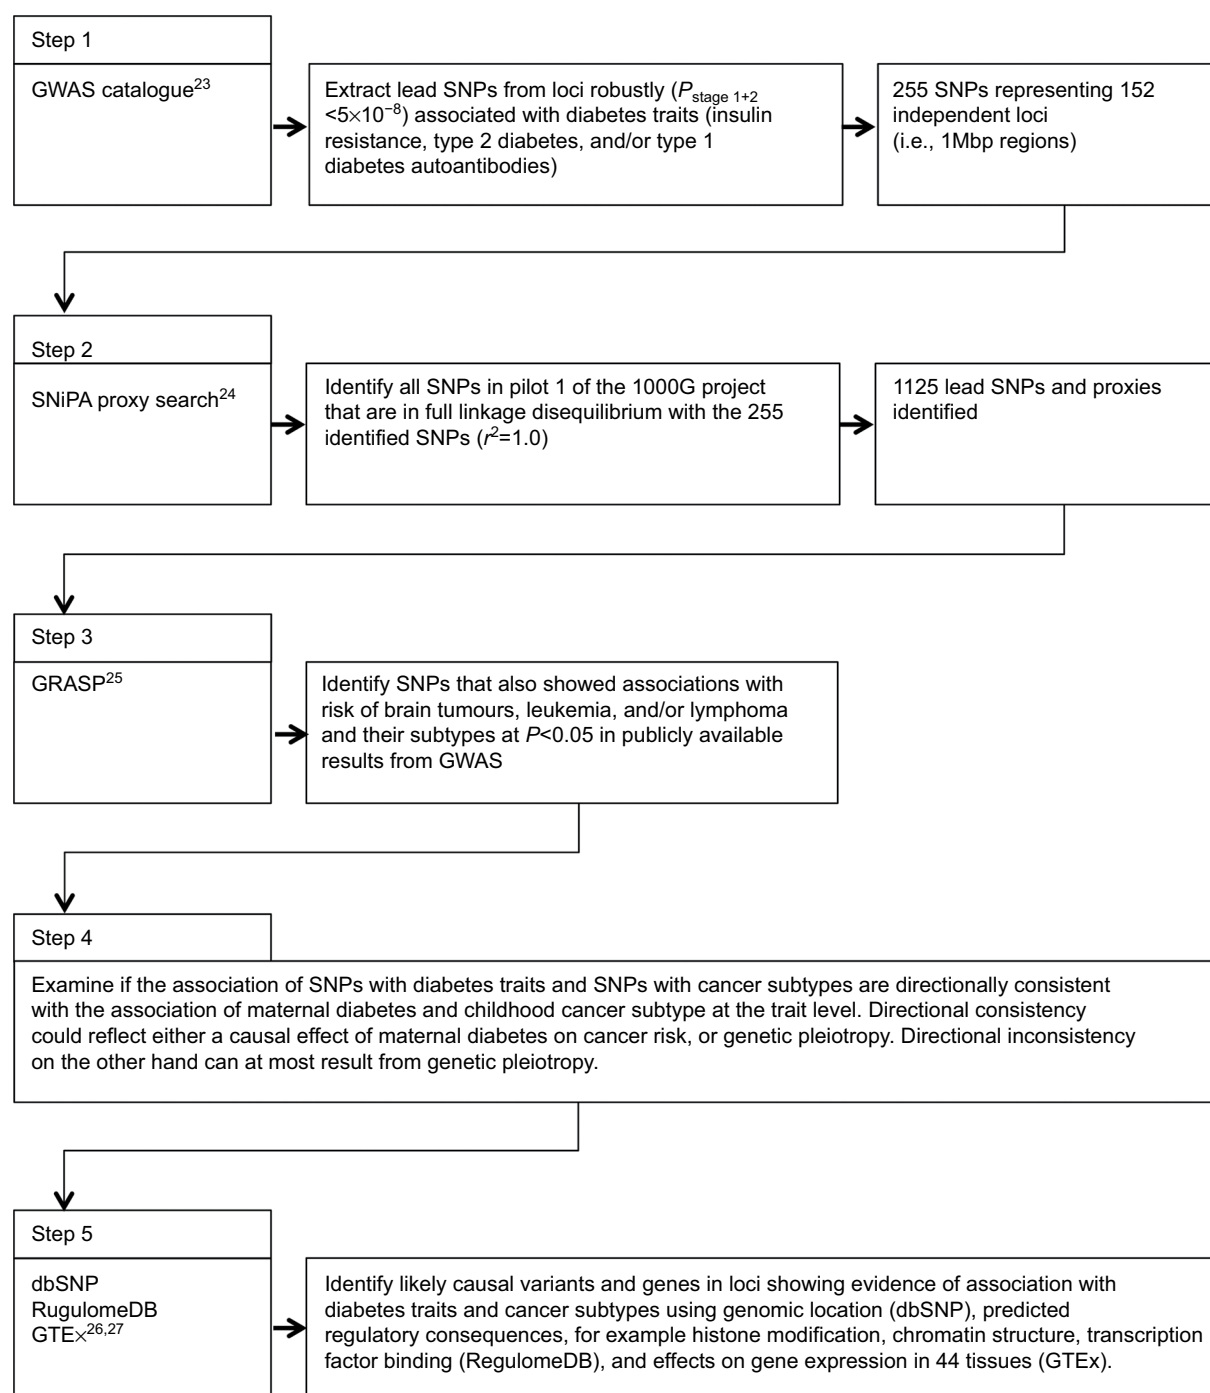 Step 1
GWAS catalogue23
Extract lead SNPs from loci robustly (Pstage 1+2
<5×10−8) associated with diabetes traits (insulin
resistance, type 2 diabetes, and/or type 1
diabetes autoantibodies)
255 SNPs representing 152
independent loci
(i.e., 1Mbp regions)
Step 2
SNiPA proxy search24
Identify all SNPs in pilot 1 of the 1000G project
that are in full linkage disequilibrium with the 255
identified SNPs (r2=1.0)
1125 lead SNPs and proxies
identified
Step 3
GRASP25
Identify SNPs that also showed associations with
risk of brain tumours, leukemia, and/or lymphoma
and their subtypes at P<0.05 in publicly available
results from GWAS
Step 4
Examine if the association of SNPs with diabetes traits and SNPs with cancer subtypes are directionally consistent
with the association of maternal diabetes and childhood cancer subtype at the trait level. Directional consistency
could reflect either a causal effect of maternal diabetes on cancer risk, or genetic pleiotropy. Directional inconsistency
on the other hand can at most result from genetic pleiotropy.
Step 5
dbSNP
RugulomeDB
GTE×26,27
Identify likely causal variants and genes in loci showing evidence of association with
diabetes traits and cancer subtypes using genomic location (dbSNP), predicted
regulatory consequences, for example histone modification, chromatin structure, transcription
factor binding (RegulomeDB), and effects on gene expression in 44 tissues (GTEx).